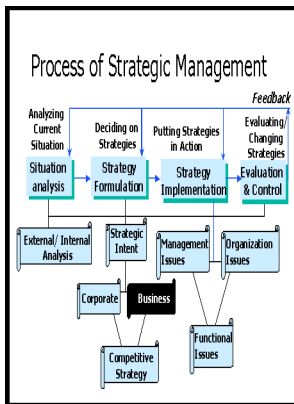 Process of Strategic Management
Feedback
Analyzing
Current
Situation
Deciding on
Strategies
Putting Strategies
in Action
Evaluating/
Changing
Strategies
Situation
analysis
Strategy
Formulation
Strategy
Implementation
Evaluation
& Control
External/ Internal
Analysis
Strategic
Intent
Management
Issues
Organization
Issues
Corporate
Business
Competitive
Strategy
Functional
Issues